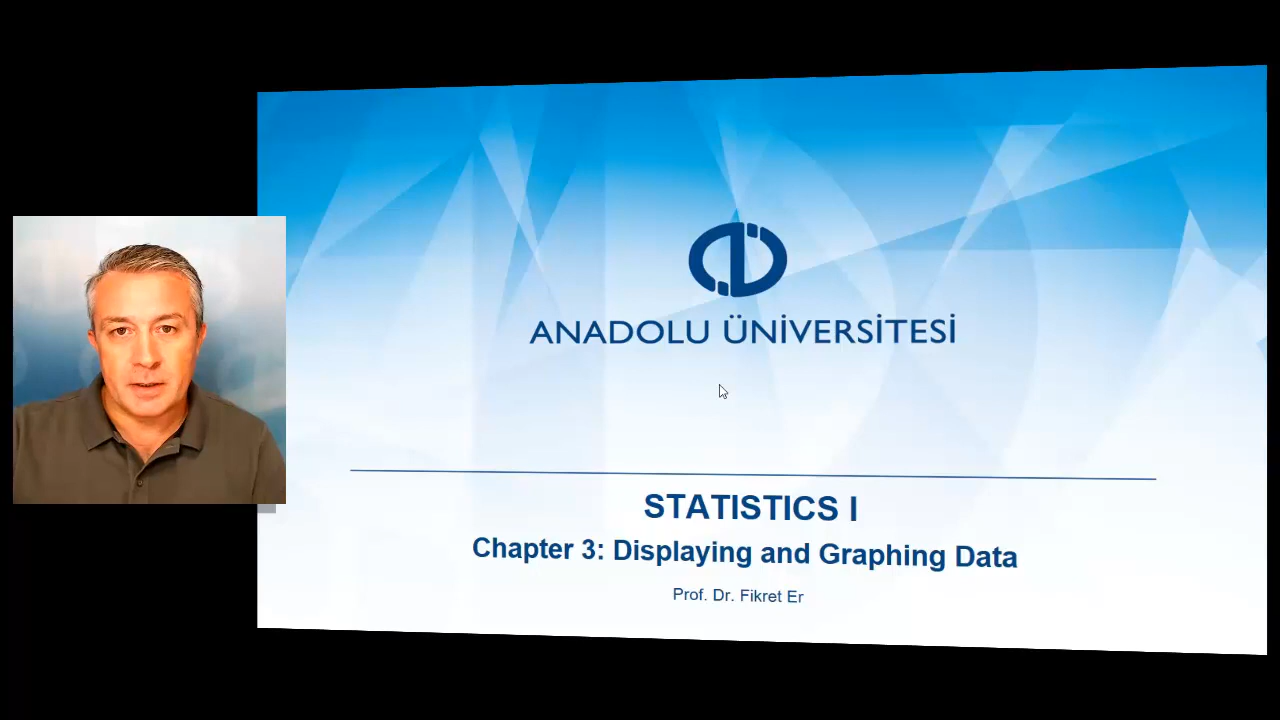 ANADOLU ÜNİVERSİTESİ
STATISTICS I
Chapter 3: Displaying and Graphing Data
Prof. Dr. Fikret Er